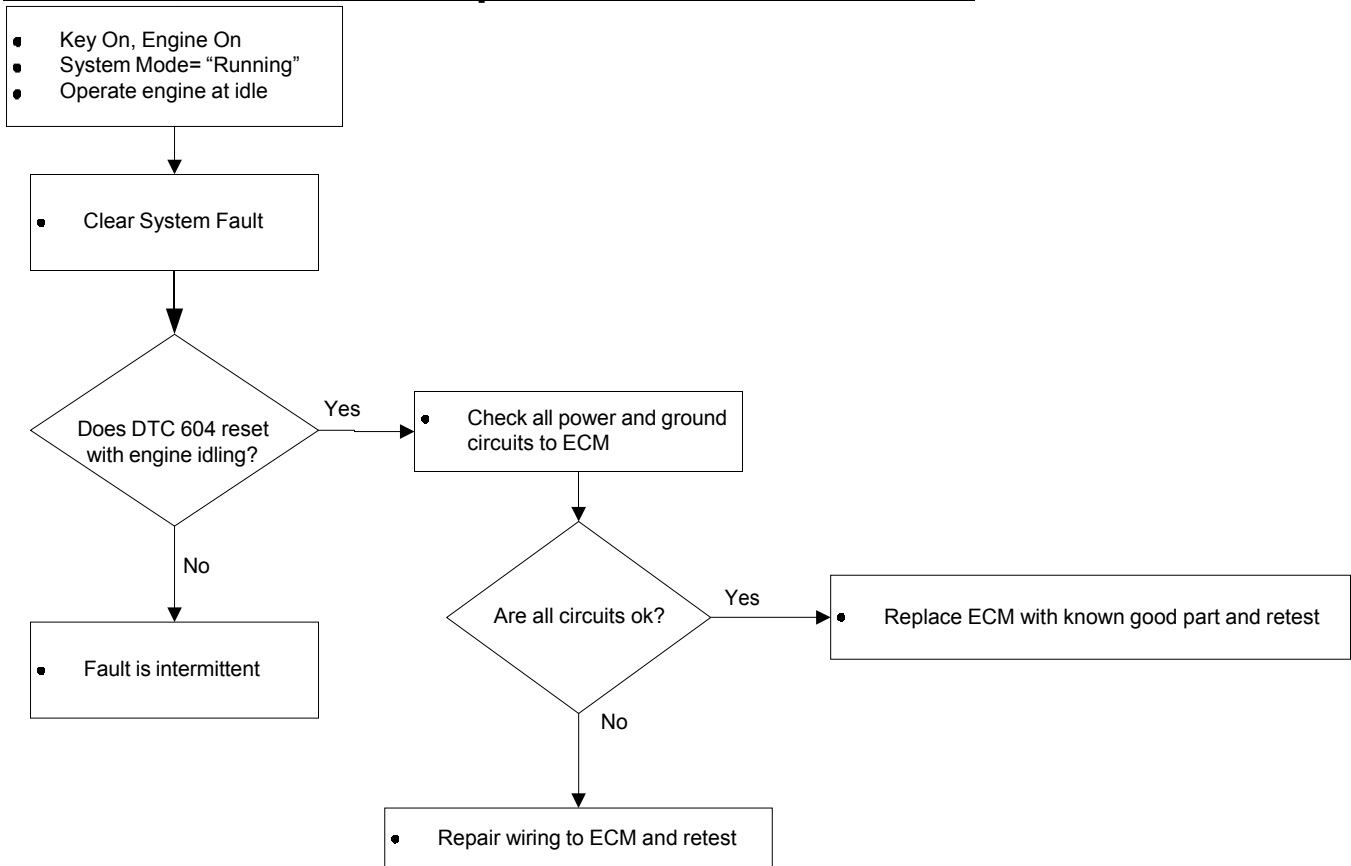 Key On, Engine On
System Mode= “Running”
Operate engine at idle
Clear System Fault
Does DTC 604 reset
with engine idling?
Yes
Check all power and ground
circuits to ECM
No
Fault is intermittent
Are all circuits ok?
Yes
Replace ECM with known good part and retest
No
Repair wiring to ECM and retest